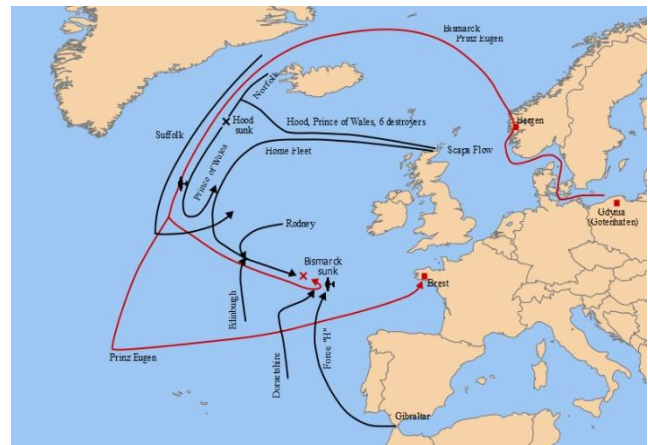 Bismarck
Prinz Eugen
Norfolk
Hood
sunk
Hood, Prince of Wales, 6 destroyers
Bergen
Suffolk
Home Fleet
Scapa Flow
Prince of Wales
Gdynia
(Gotenhafen)
Rodney
Bismarck
sunk
Brest
Edinburgh
Prinz Eugen
Dorsetshire
Force "H"
Gibraltar